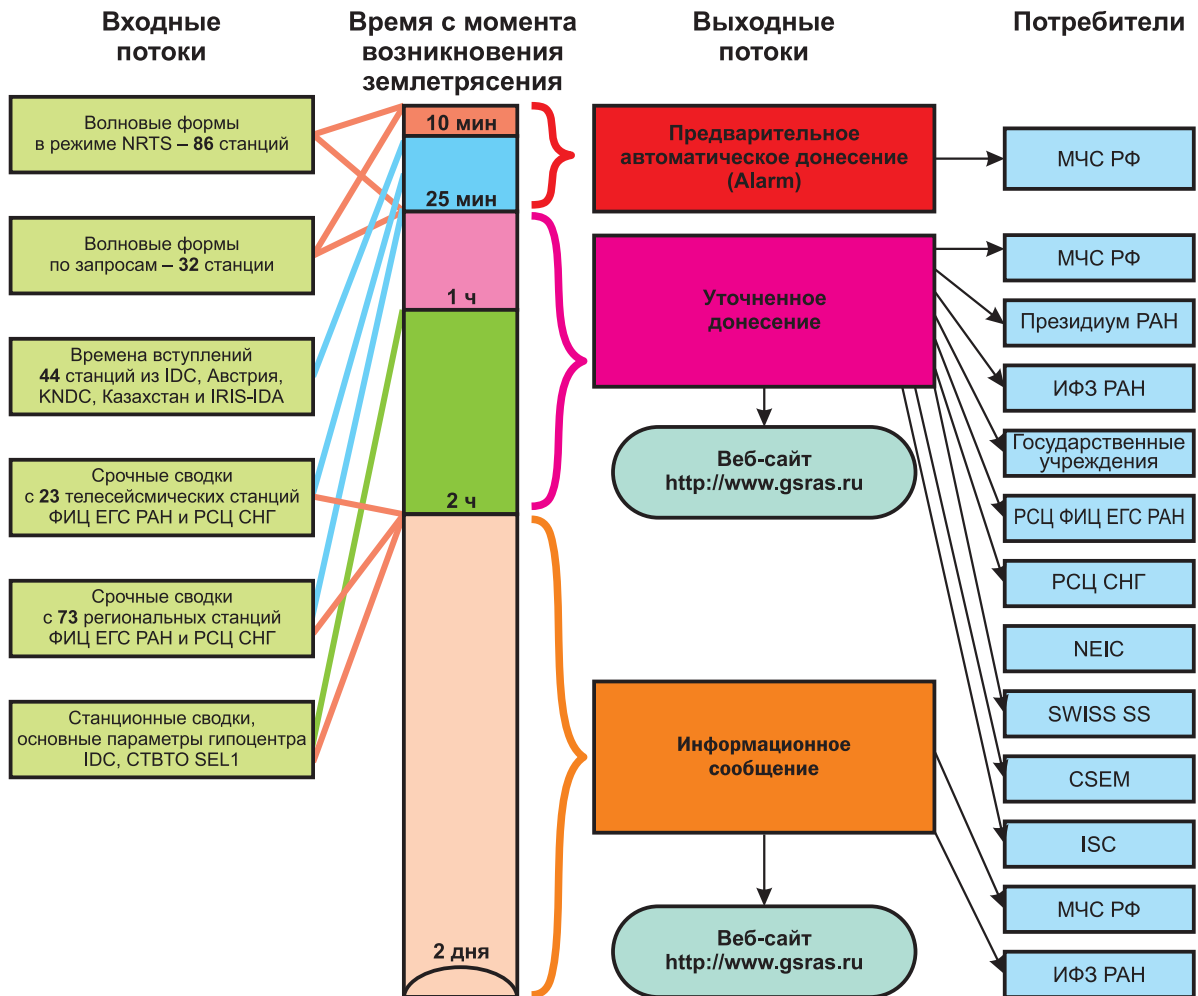 Входные
потоки
Время с момента
возникновения
землетрясения
Выходные
потоки
Потребители
Волновые формы
в режиме NRTS – 86 станций
Волновые формы
по запросам – 32 станции
Времена вступлений
44 станций из IDC, Австрия,
KNDC, Казахстан и IRIS-IDA
Срочные сводки
с 23 телесейсмических станций
ФИЦ ЕГС РАН и РСЦ СНГ
Срочные сводки
с 73 региональных станций
ФИЦ ЕГС РАН и РСЦ СНГ
Станционные сводки,
основные параметры гипоцентра
IDC, CTBTO SEL1
10 мин
25 мин
1 ч
2 ч
2 дня
Предварительное
автоматическое донесение
(Alarm)
Уточненное
донесение
Веб-сайт
http://www.gsras.ru
Информационное
сообщение
Веб-сайт
http://www.gsras.ru
МЧС РФ
МЧС РФ
Президиум РАН
ИФЗ РАН
Государственные
учреждения
РСЦ ФИЦ ЕГС РАН
РСЦ СНГ
NEIC
SWISS SS
CSEM
ISC
МЧС РФ
ИФЗ РАН